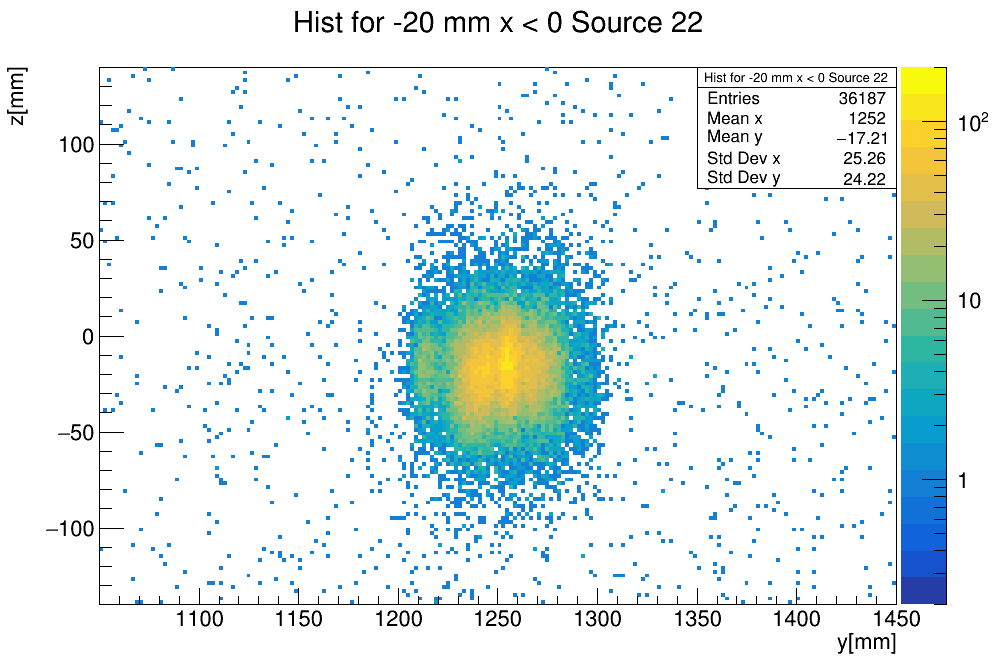 Hist for -20 mm x < 0 Source 22
z[mm]
Hist for -20 mm x < 0 Source 22
Entries 36187
Mean x 1252
Mean y −17.21
Std Dev x 25.26
Std Dev y 24.22
100
50
0
−50
−100
10²
10
1
1100 1150 1200 1250 1300 1350 1400 1450
y[mm]